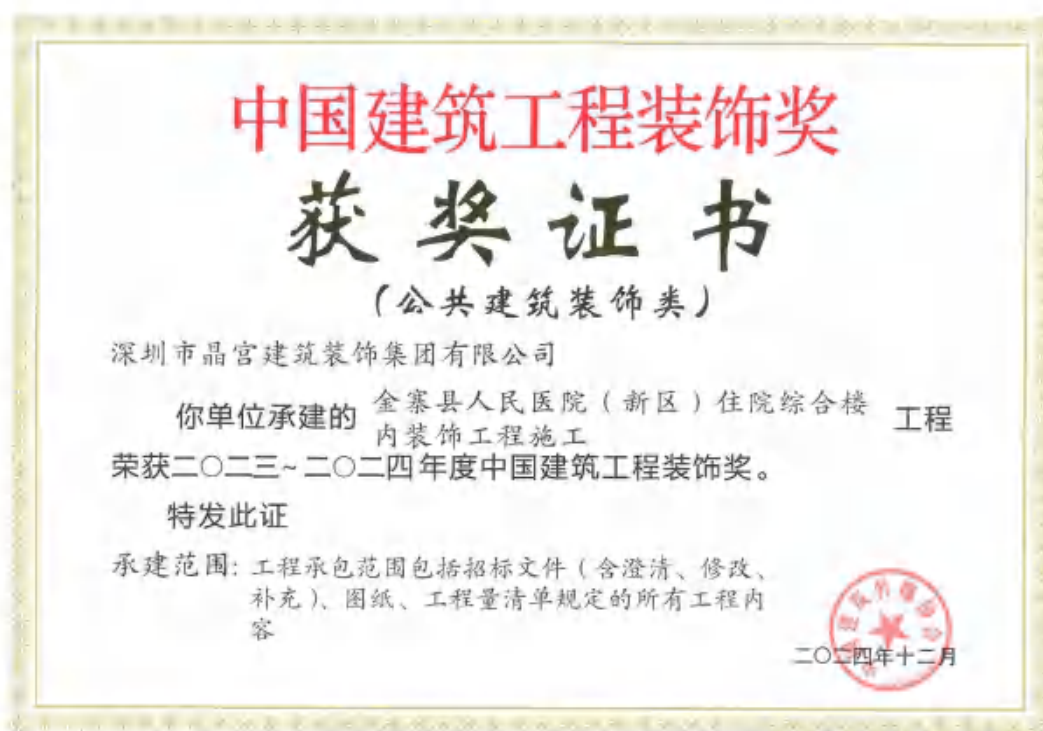 中国建筑工程装饰奖
获奖证书
(公共建筑装饰类)
深圳市晶宫建筑装饰集团有限公司
你单位承建的 金寨县人民医院(新区)住院综合楼
内装饰工程施工 工程
荣获二〇二三~二〇二四年度中国建筑工程装饰奖。
特发此证
承建范围: 工程承包范围包括招标文件(含澄清、修改、
补充)、图纸、工程量清单规定的所有工程内
容
二〇二四年十二月